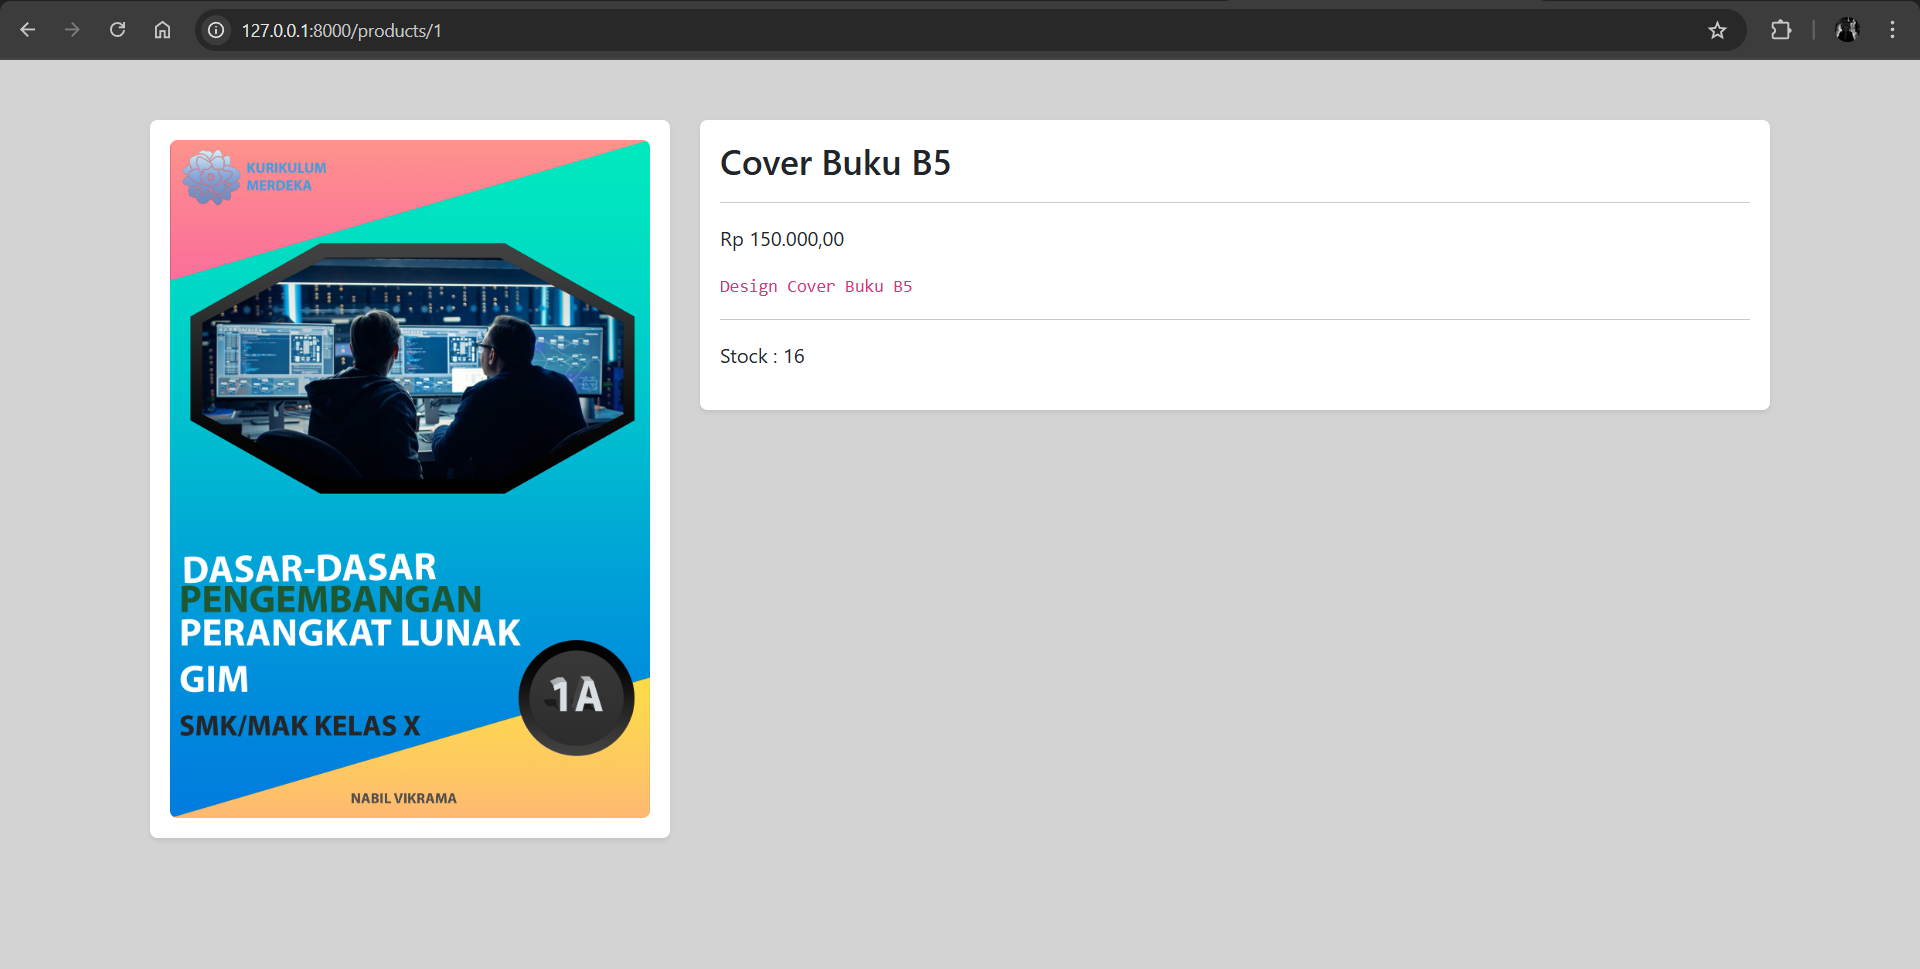 127.0.0.1:8000/products/1
KURIKULUM
MERDEKA
DASAR-DASAR
PENGEMBANGAN
PERANGKAT LUNAK
GIM
1A
SMK/MAK KELAS X
NABIL VIKRAMA
Cover Buku B5
Rp 150.000,00
Design Cover Buku B5
Stock : 16